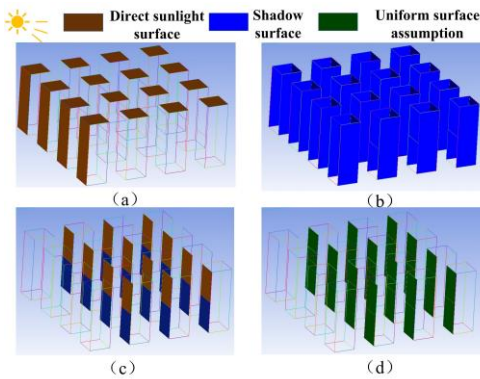 Direct sunlight surface
Shadow surface
Uniform surface assumption
(a)
(b)
(c)
(d)